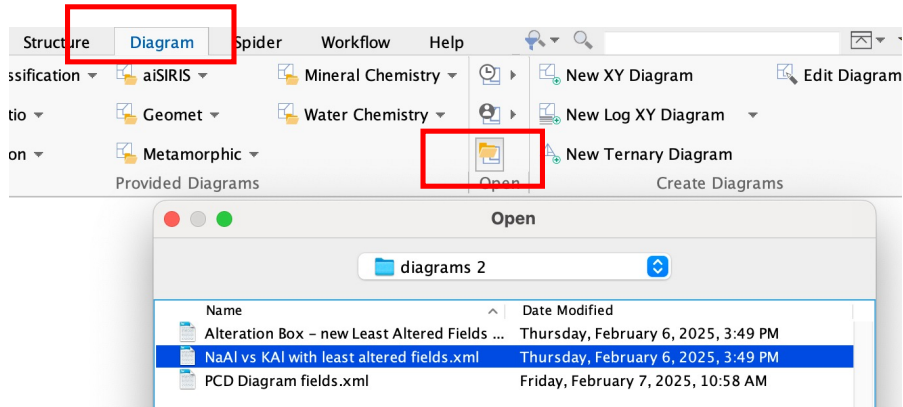 Structure Diagram Spider Workflow Help
ssification aiSIRIS Mineral Chemistry New XY Diagram Edit Diagram
tio Geomet Water Chemistry New Log XY Diagram
on Metamorphic New Ternary Diagram
Provided Diagrams Open Create Diagrams
Open
diagrams 2
Name Date Modified
Alteration Box – new Least Altered Fields ... Thursday, February 6, 2025, 3:49 PM
NaAl vs KAl with least altered fields.xml Thursday, February 6, 2025, 3:49 PM
PCD Diagram fields.xml Friday, February 7, 2025, 10:58 AM